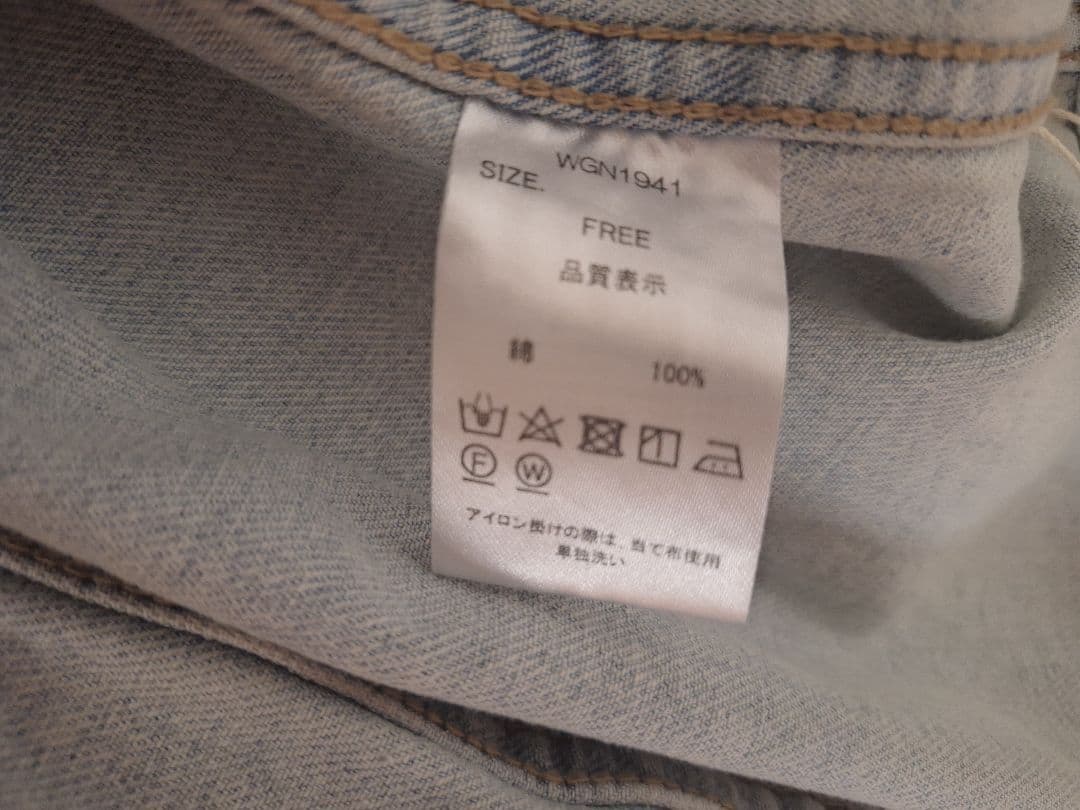 WGN1941
SIZE.
FREE
品質表示
綿 100%
F W
アイロン掛けの際は、当て布使用
単独洗い